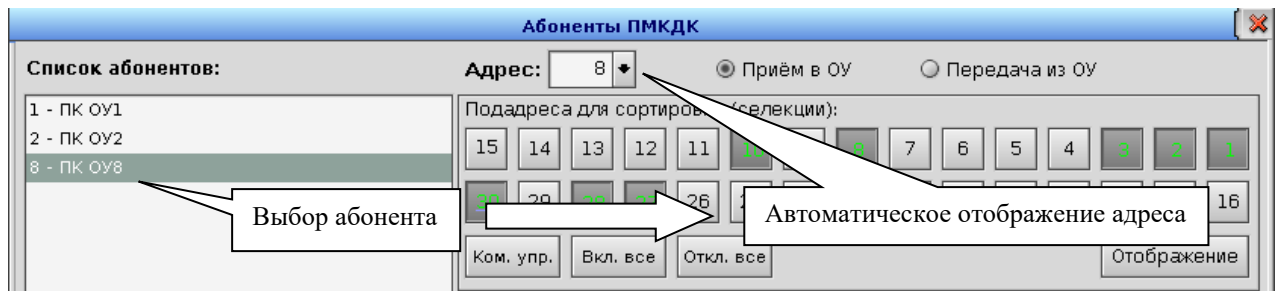 Абоненты ПМКДК
Список абонентов:
Адрес: 8
Приём в ОУ
Передача из ОУ
1 - ПК ОУ1
2 - ПК ОУ2
8 - ПК ОУ8
Подадреса для (селекции):
15 14 13 12 11 7 6 5 4 3 2 1
29 26 16
Выбор абонента
Автоматическое отображение адреса
Ком. упр.
Вкл. все
Откл. все
Отображение